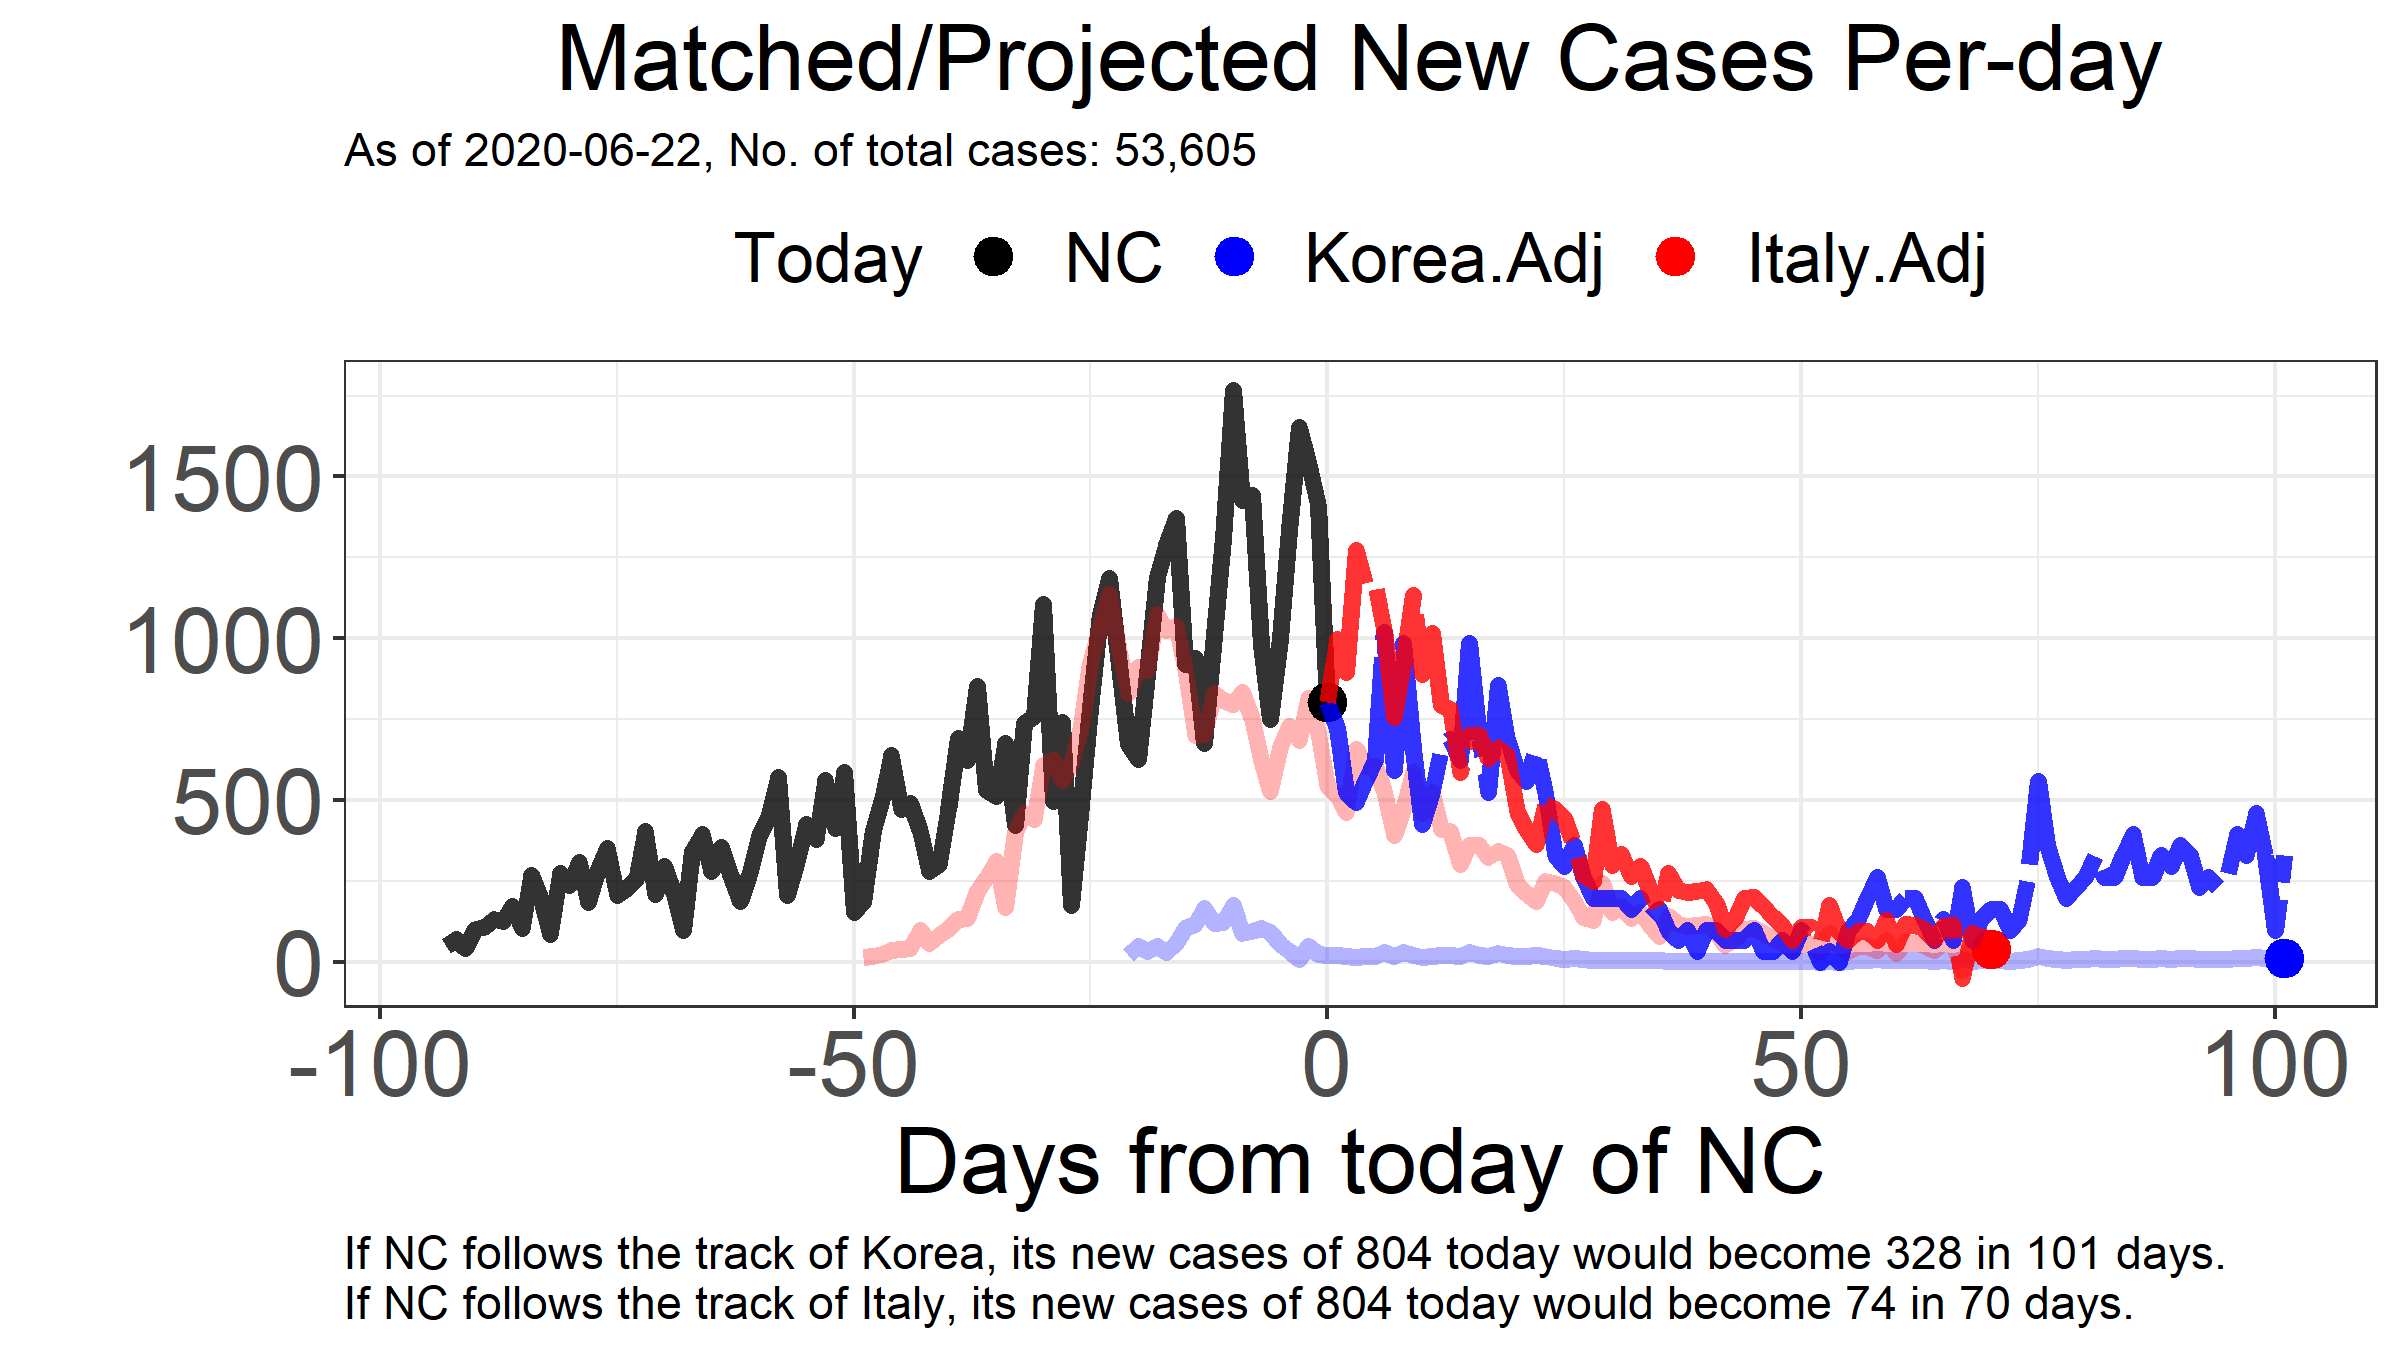 Matched/Projected New Cases Per-day
As of 2020-06-22, No. of total cases: 53,605
Today NC Korea.Adj Italy.Adj
1500
1000
500
0
-100 -50 0 50 100
Days from today of NC
If NC follows the track of Korea, its new cases of 804 today would become 328 in 101 days.
If NC follows the track of Italy, its new cases of 804 today would become 74 in 70 days.